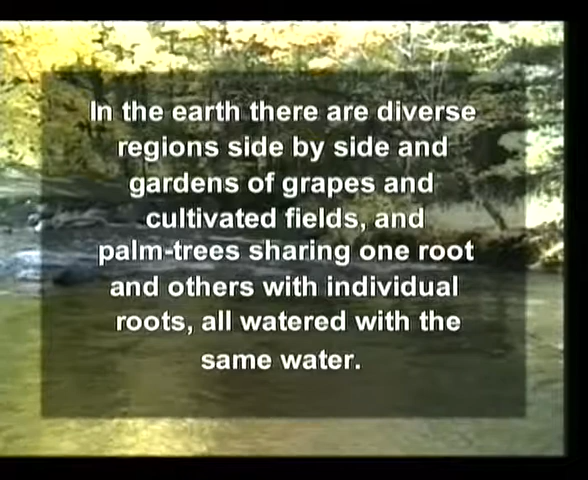 In the earth there are diverse
regions side by side and
gardens of grapes and
cultivated fields, and
palm-trees sharing one root
and others with individual
roots, all watered with the
same water.